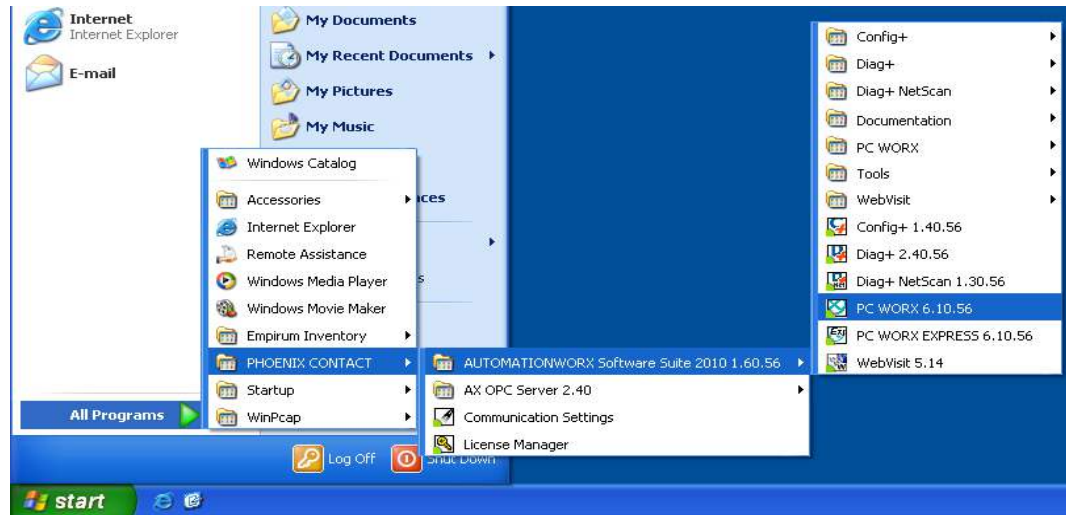 Internet
Internet Explorer
E-mail
My Documents
My Recent Documents
My Pictures
My Music
Windows Catalog
Accessories
Internet Explorer
Remote Assistance
Windows Media Player
Windows Movie Maker
Empirum Inventory
PHOENIX CONTACT
Startup
WinPcap
All Programs
Log Off
Shut Down
start
AUTOMATIONWORX Software Suite 2010 1.60.56
AX OPC Server 2.40
Communication Settings
License Manager
Config+
Diag+
Diag+ NetScan
Documentation
PC WORX
Tools
WebVisit
Config+ 1.40.56
Diag+ 2.40.56
Diag+ NetScan 1.30.56
PC WORX 6.10.56
PC WORX EXPRESS 6.10.56
WebVisit 5.14